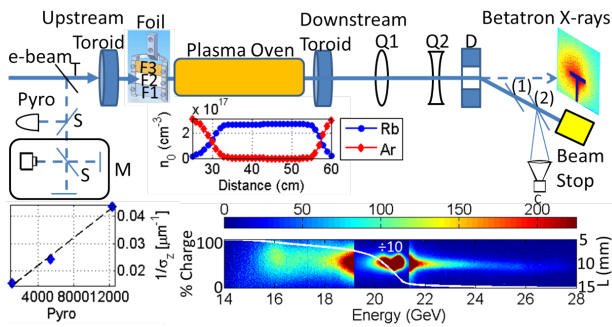 Upstream
Toroid
Foil
Downstream
Toroid
Betatron X-rays
e-beam
T
F3
F2
F1
Plasma Oven
Q1
Q2
D
Pyro
S
(1)
(2)
S
M
Beam
Stop
C
x 10^17
n₀ (cm⁻³)
2
1
0
30
40
50
60
Distance (cm)
Rb
Ar
0.04
0.03
0.02
1/σ_Z [μm⁻¹]
4000 8000 12000
Pyro
0 50 100 150 200
% Charge
100
0
÷10
5
10
15
L (mm)
14 16 18 20 22 24 26 28
Energy (GeV)